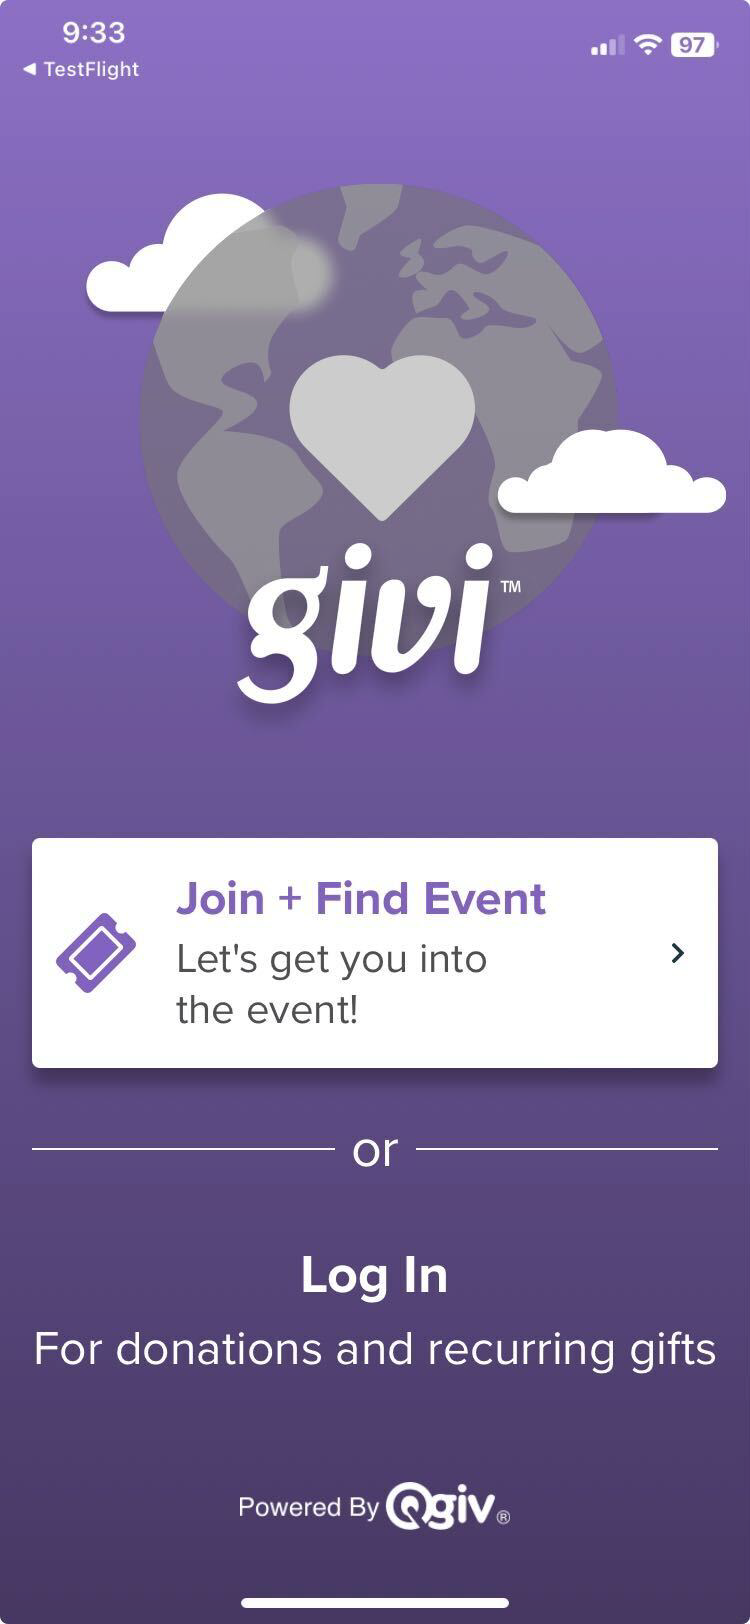 9:33
97
◀ TestFlight
givi™
Join + Find Event
Let's get you into
the event!
or
Log In
For donations and recurring gifts
Powered By Qgiv®